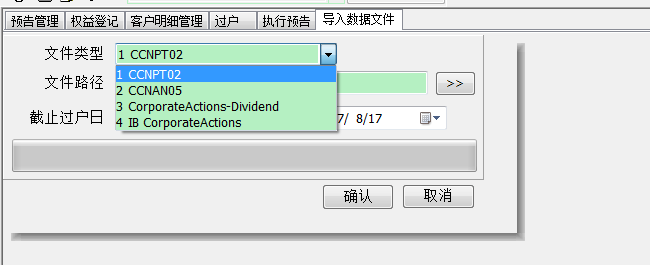 预告管理 权益登记 客户明细管理 过户 执行预告 导入数据文件
文件类型 1 CCNPT02
1 CCNPT02
文件路径 >>
2 CCNAN05
3 CorporateActions-Dividend
截止过户日 7/ 8/17
4 IB CorporateActions
确认 取消